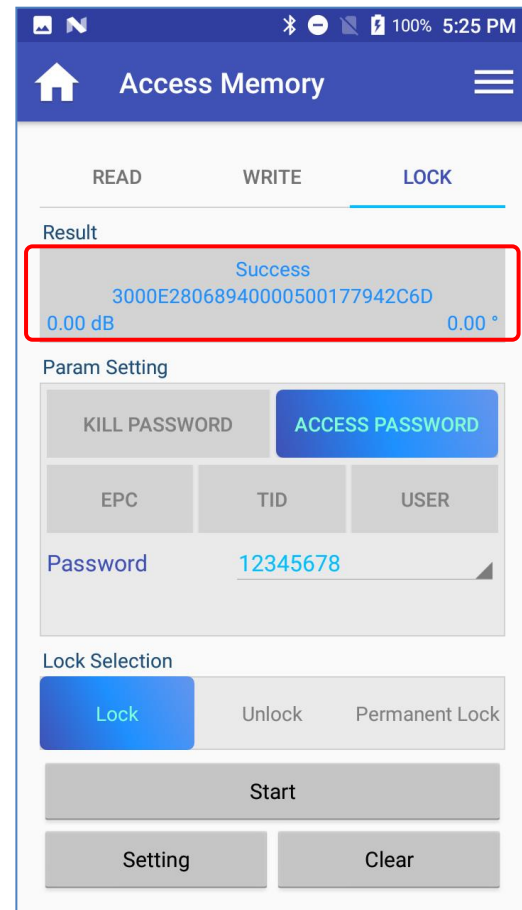 100% 5:25 PM
Access Memory
READ WRITE LOCK
Result
Success
3000E28068940000500177942C6D
0.00 dB 0.00 °
Param Setting
KILL PASSWORD ACCESS PASSWORD
EPC TID USER
Password 12345678
Lock Selection
Lock Unlock Permanent Lock
Start
Setting Clear